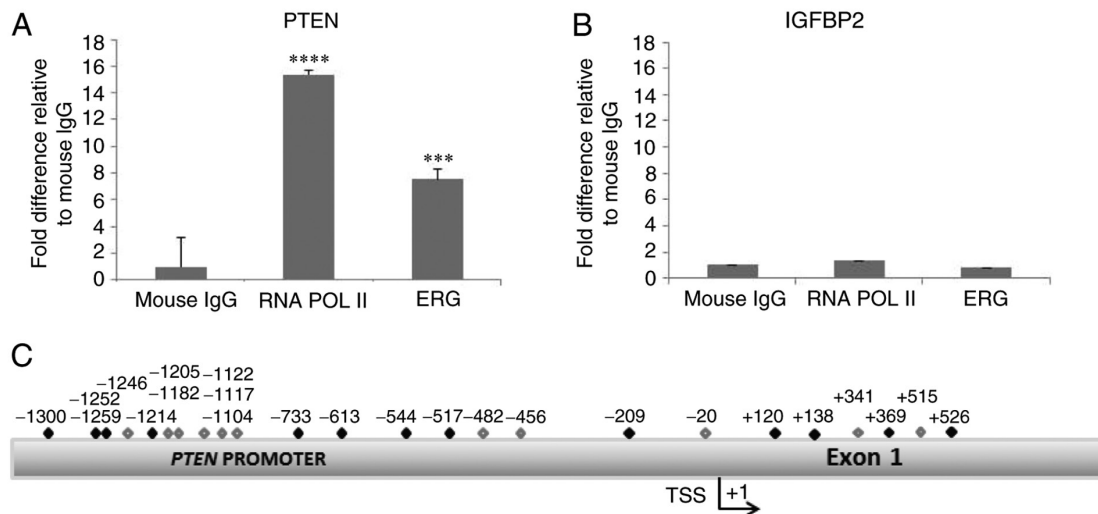 A
PTEN
Fold difference relative
to mouse IgG
18
16
14
12
10
8
6
4
2
0
****
***
Mouse IgG
RNA POL II
ERG
B
IGFBP2
Fold difference relative
to mouse IgG
18
16
14
12
10
8
6
4
2
0
Mouse IgG
RNA POL II
ERG
C
−1205 −1122
−1246 −1182 −1117 +341 +515
−1252
−1300 −1259 −1214 −1104 −733 −613 −544 −517 −482 −456 −209 −20 +120 +138 +369 +526
PTEN PROMOTER Exon 1
TSS +1